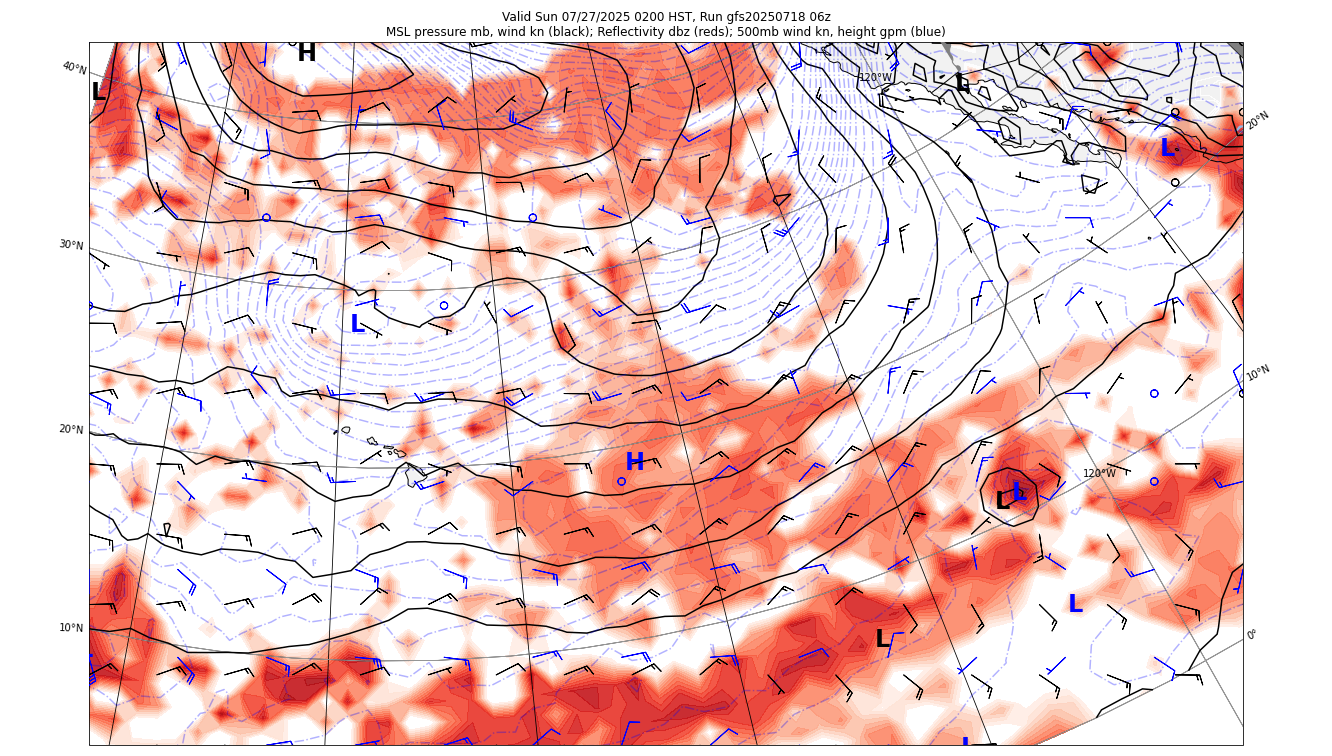 Valid Sun 07/27/2025 0200 HST, Run gfs20250718 06z
MSL pressure mb, wind kn (black); Reflectivity dbz (reds); 500mb wind kn, height gpm (blue)
H
40°N
120°W
L
L
20°N
L
30°N
L
10°N
20°N
H
120°W
L
L
L
10°N
L
0°
L